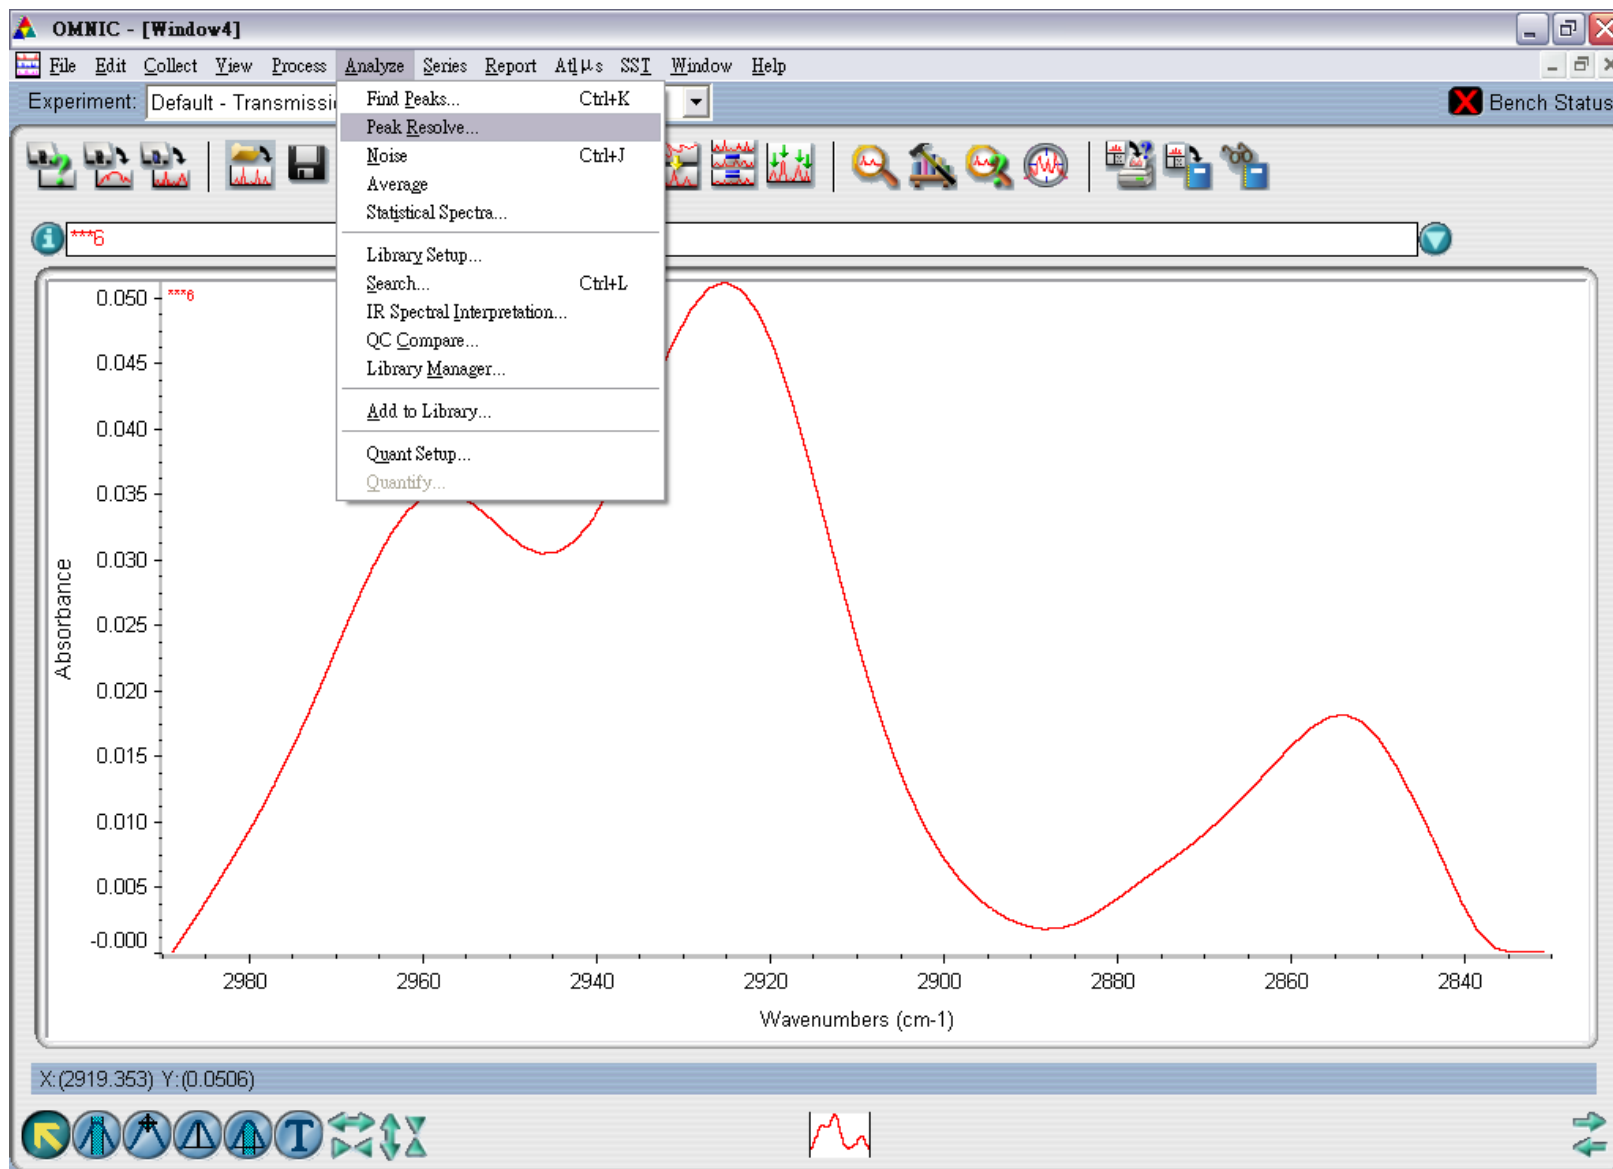 OMNIC - [Window4]
File Edit Collect View Process Analyze Series Report Atlμs SST Window Help
Experiment: Default - Transmissi
Bench Status
Find Peaks... Ctrl+K
Peak Resolve...
Noise Ctrl+J
Average
Statistical Spectra...
Library Setup...
Search... Ctrl+L
IR Spectral Interpretation...
QC Compare...
Library Manager...
Add to Library...
Quant Setup...
Quantify...
***6
***6
0.050
0.045
0.040
0.035
0.030
0.025
0.020
0.015
0.010
0.005
-0.000
Absorbance
2980 2960 2940 2920 2900 2880 2860 2840
Wavenumbers (cm-1)
X:(2919.353) Y:(0.0506)
T